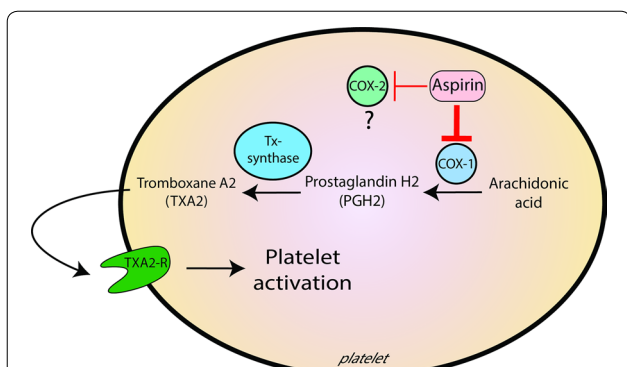 COX-2
Aspirin
?
Tx-
synthase
COX-1
Tromboxane A2
(TXA2)
Prostaglandin H2
(PGH2)
Arachidonic
acid
TXA2-R
Platelet
activation
platelet